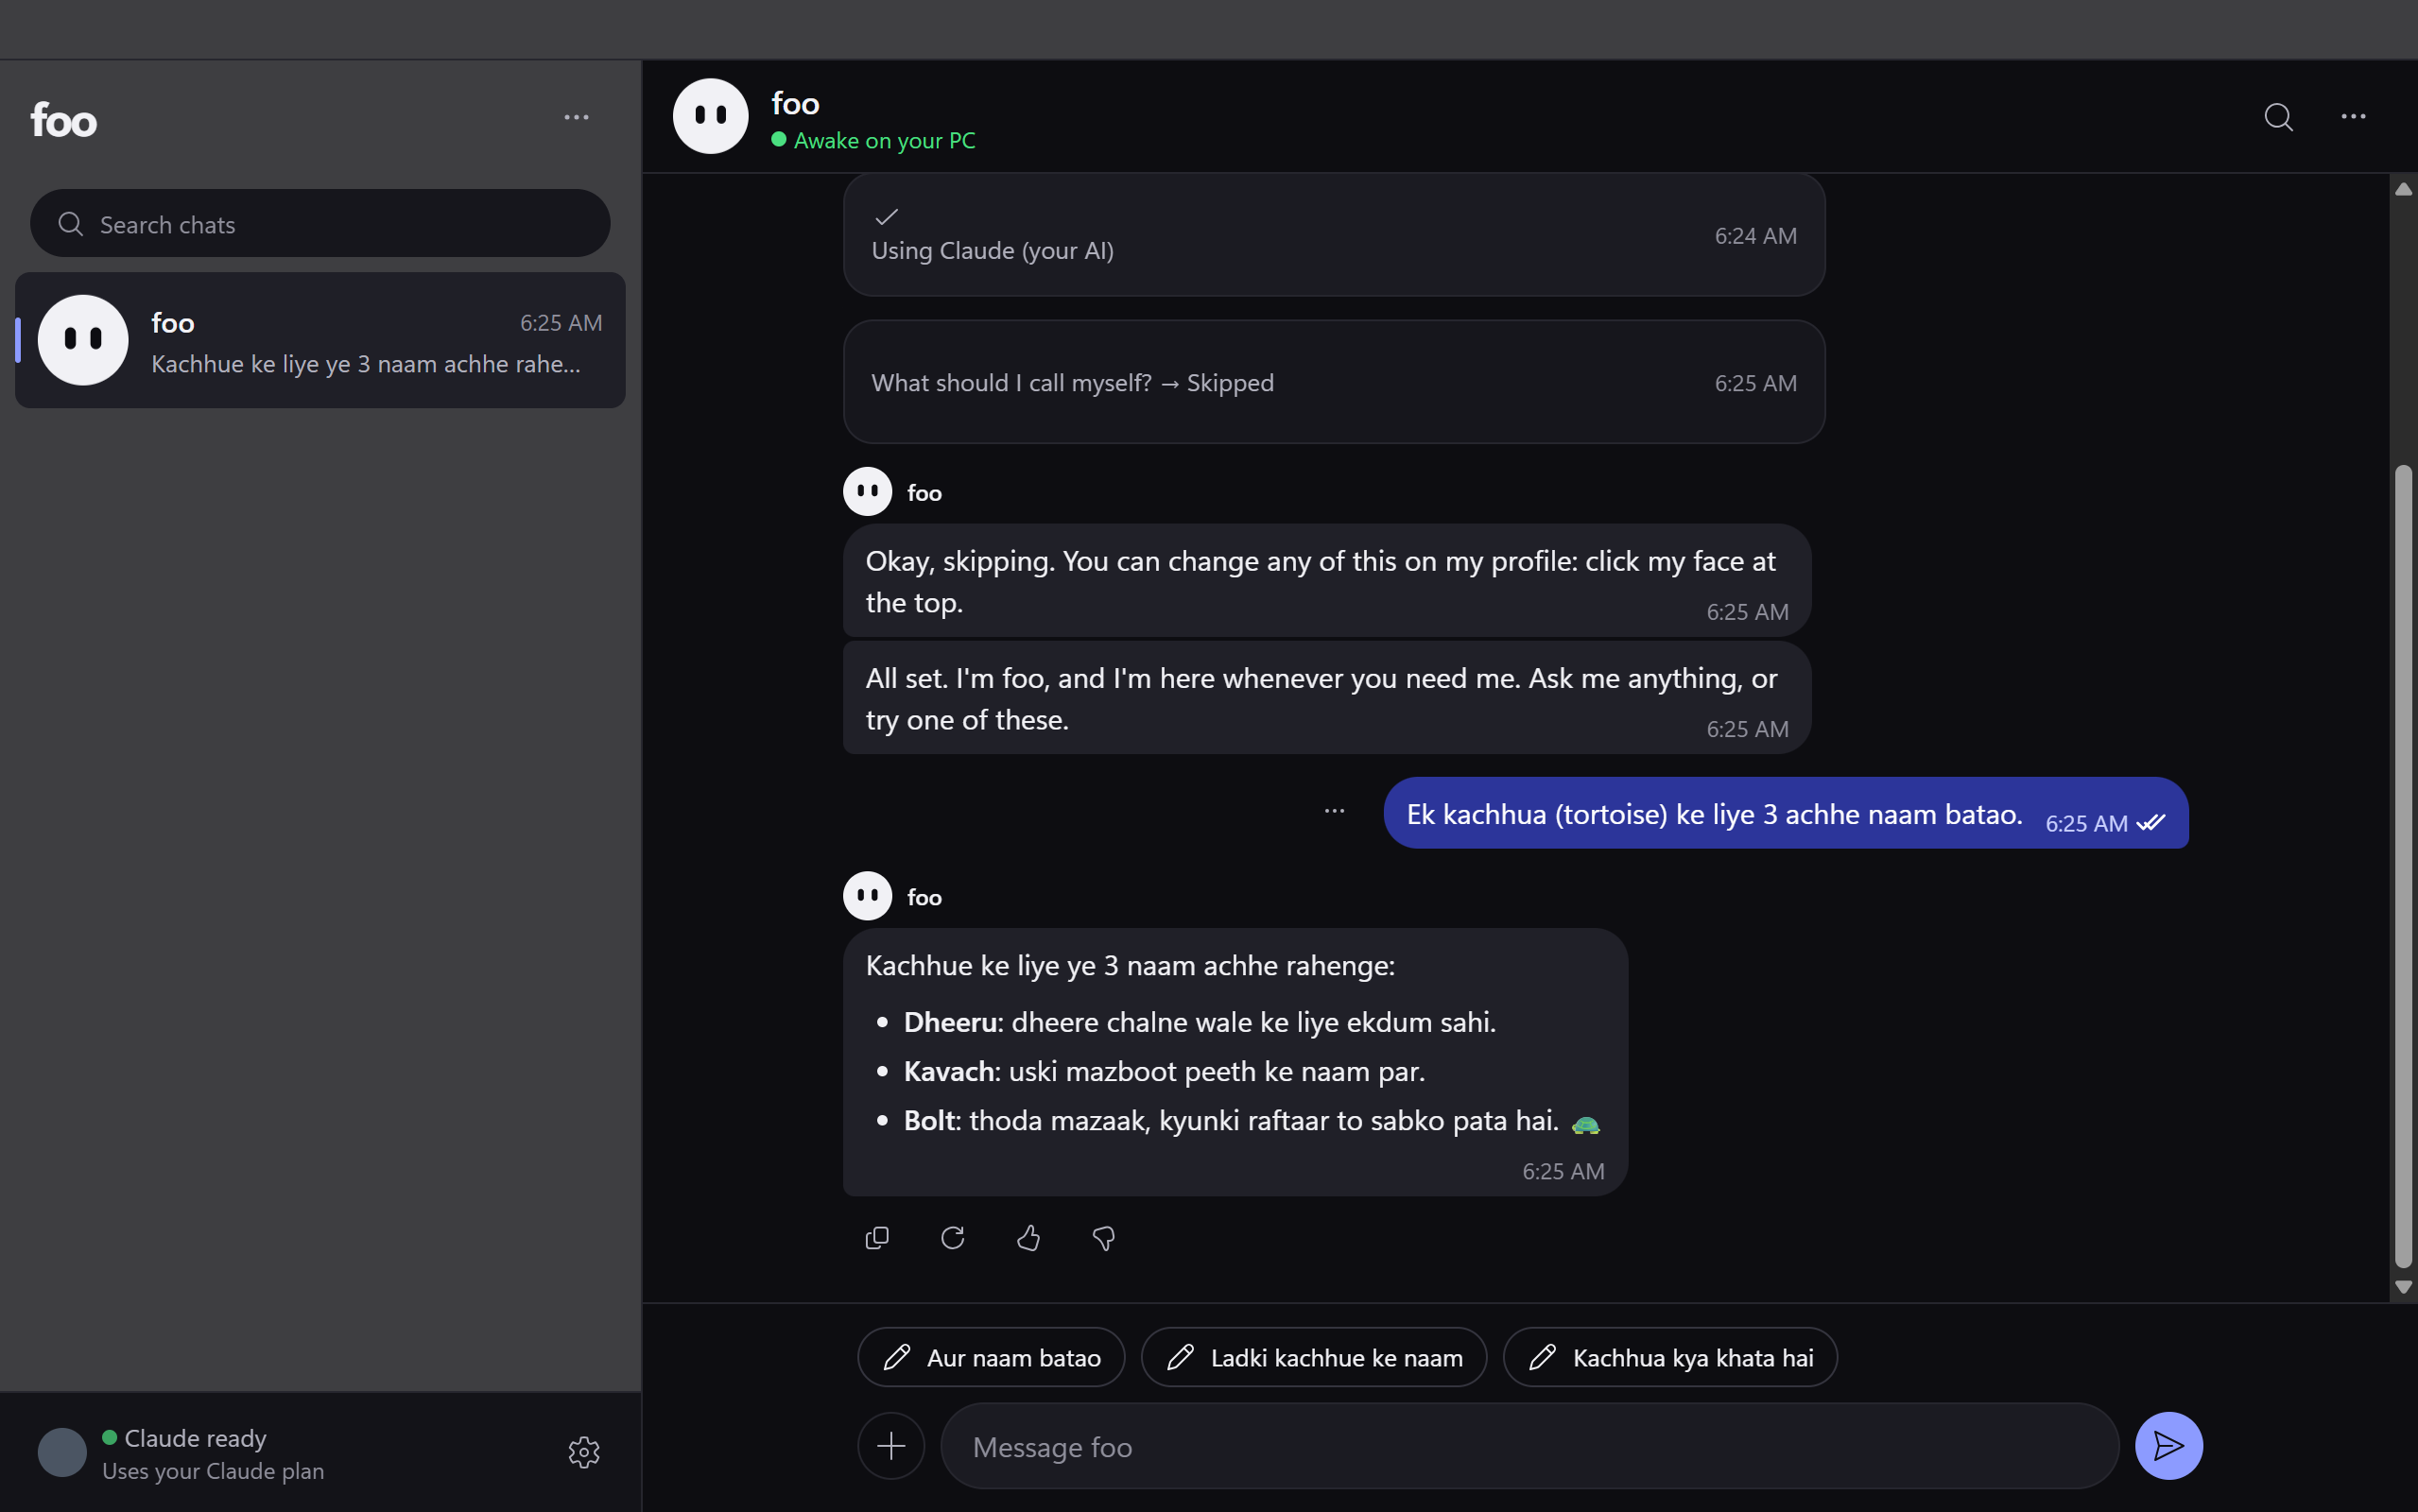 foo
Search chats
foo
6:25 AM
Kachhue ke liye ye 3 naam achhe rahe...
Claude ready
Uses your Claude plan
foo
Awake on your PC
Using Claude (your AI)
6:24 AM
What should I call myself? → Skipped
6:25 AM
foo
Okay, skipping. You can change any of this on my profile: click my face at
the top.
6:25 AM
All set. I'm foo, and I'm here whenever you need me. Ask me anything, or
try one of these.
6:25 AM
Ek kachhua (tortoise) ke liye 3 achhe naam batao.
6:25 AM
foo
Kachhue ke liye ye 3 naam achhe rahenge:
• Dheeru: dheere chalne wale ke liye ekdum sahi.
• Kavach: uski mazboot peeth ke naam par.
• Bolt: thoda mazaak, kyunki raftaar to sabko pata hai. 🐢
6:25 AM
Aur naam batao
Ladki kachhue ke naam
Kachhua kya khata hai
Message foo